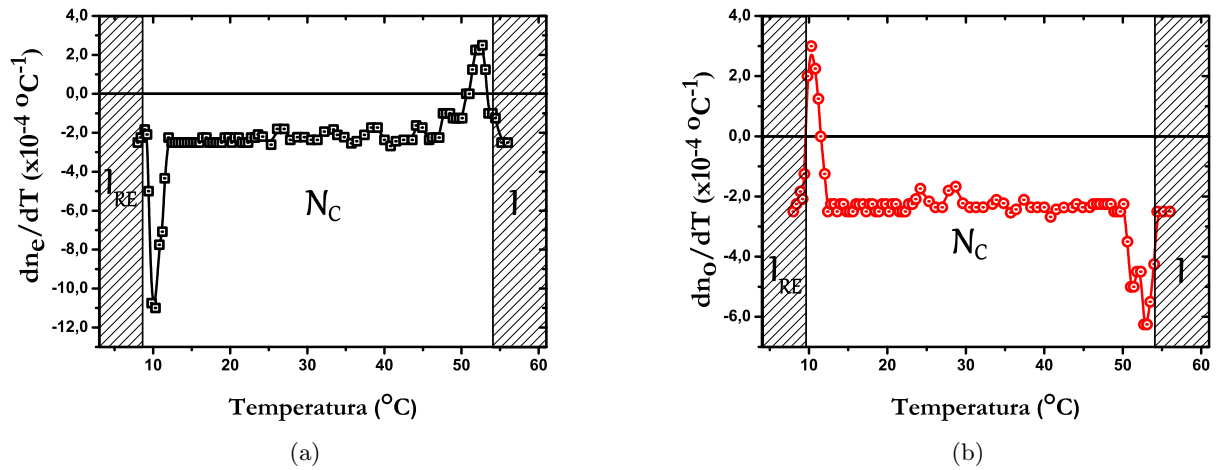 4,0
2,0
0,0
-2,0
-4,0
-6,0
-8,0
-10,0
-12,0
dn_e/dT (x10^-4 °C^-1)
I_RE
N_C
I
10 20 30 40 50 60
Temperatura (°C)
(a)
4,0
2,0
0,0
-2,0
-4,0
-6,0
dn_o/dT (x10^-4 °C^-1)
I_RE
N_C
I
10 20 30 40 50 60
Temperatura (°C)
(b)